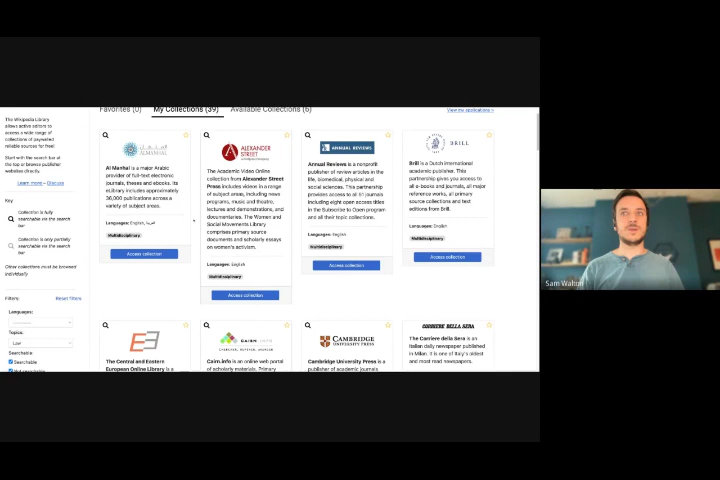 Favorites (0) My Collections (39) Available Collections (6)
View my applications >
The Wikipedia Library
allows active editors to
access a wide range of
collections of paywalled
reliable sources for free!
Start with the search bar at
the top or browse publisher
websites directly.
Learn more – Discuss
Key
Collection is fully
searchable via the search
bar
Collection is only partially
searchable via the search
bar
Other collections must be browsed
individually
Filters:
Reset filters
Languages:
Topics:
Law
Searchable:
Searchable
Not searchable
ALMANHAL
Al Manhal is a major Arabic
provider of full-text electronic
journals, theses and ebooks. Its
eLibrary includes approximately
36,000 publications across a
variety of subject areas.
Languages: English, العربية
Multidisciplinary
Access collection
ALEXANDER
STREET
The Academic Video Online
collection from Alexander Street
Press includes videos in a range
of subject areas, including news
programs, music and theatre,
lectures and demonstrations, and
documentaries. The Women and
Social Movements Library
comprises primary source
documents and scholarly essays
on women's activism.
Languages: English
Multidisciplinary
Access collection
ANNUAL REVIEWS
Annual Reviews is a nonprofit
publisher of review articles in the
life, biomedical, physical and
social sciences. This partnership
provides access to all 51 journals
including eight open access titles
in the Subscribe to Open program
and all their topic collections.
Languages: English
Multidisciplinary
Access collection
BRILL
Brill is a Dutch international
academic publisher. This
partnership gives you access to
all e-books and journals, all major
reference works, all primary
source collections and text
editions from Brill.
Languages: English
Multidisciplinary
Access collection
The Central and Eastern
European Online Library is a
CAIRN.INFO
Cairn.info is an online web portal
of scholarly materials. Primary
CAMBRIDGE
UNIVERSITY PRESS
Cambridge University Press is a
publisher of academic journals
CORRIERE DELLA SERA
The Corriere della Sera is an
Italian daily newspaper published
in Milan. It is one of Italy's oldest
and most read newspapers.
Sam Walton